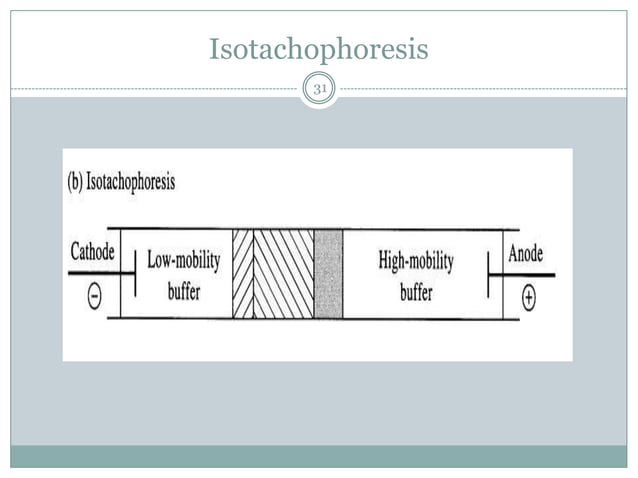 Isotachophoresis
31
(b) Isotachophoresis
Cathode
Low-mobility
buffer
High-mobility
buffer
Anode
−
+